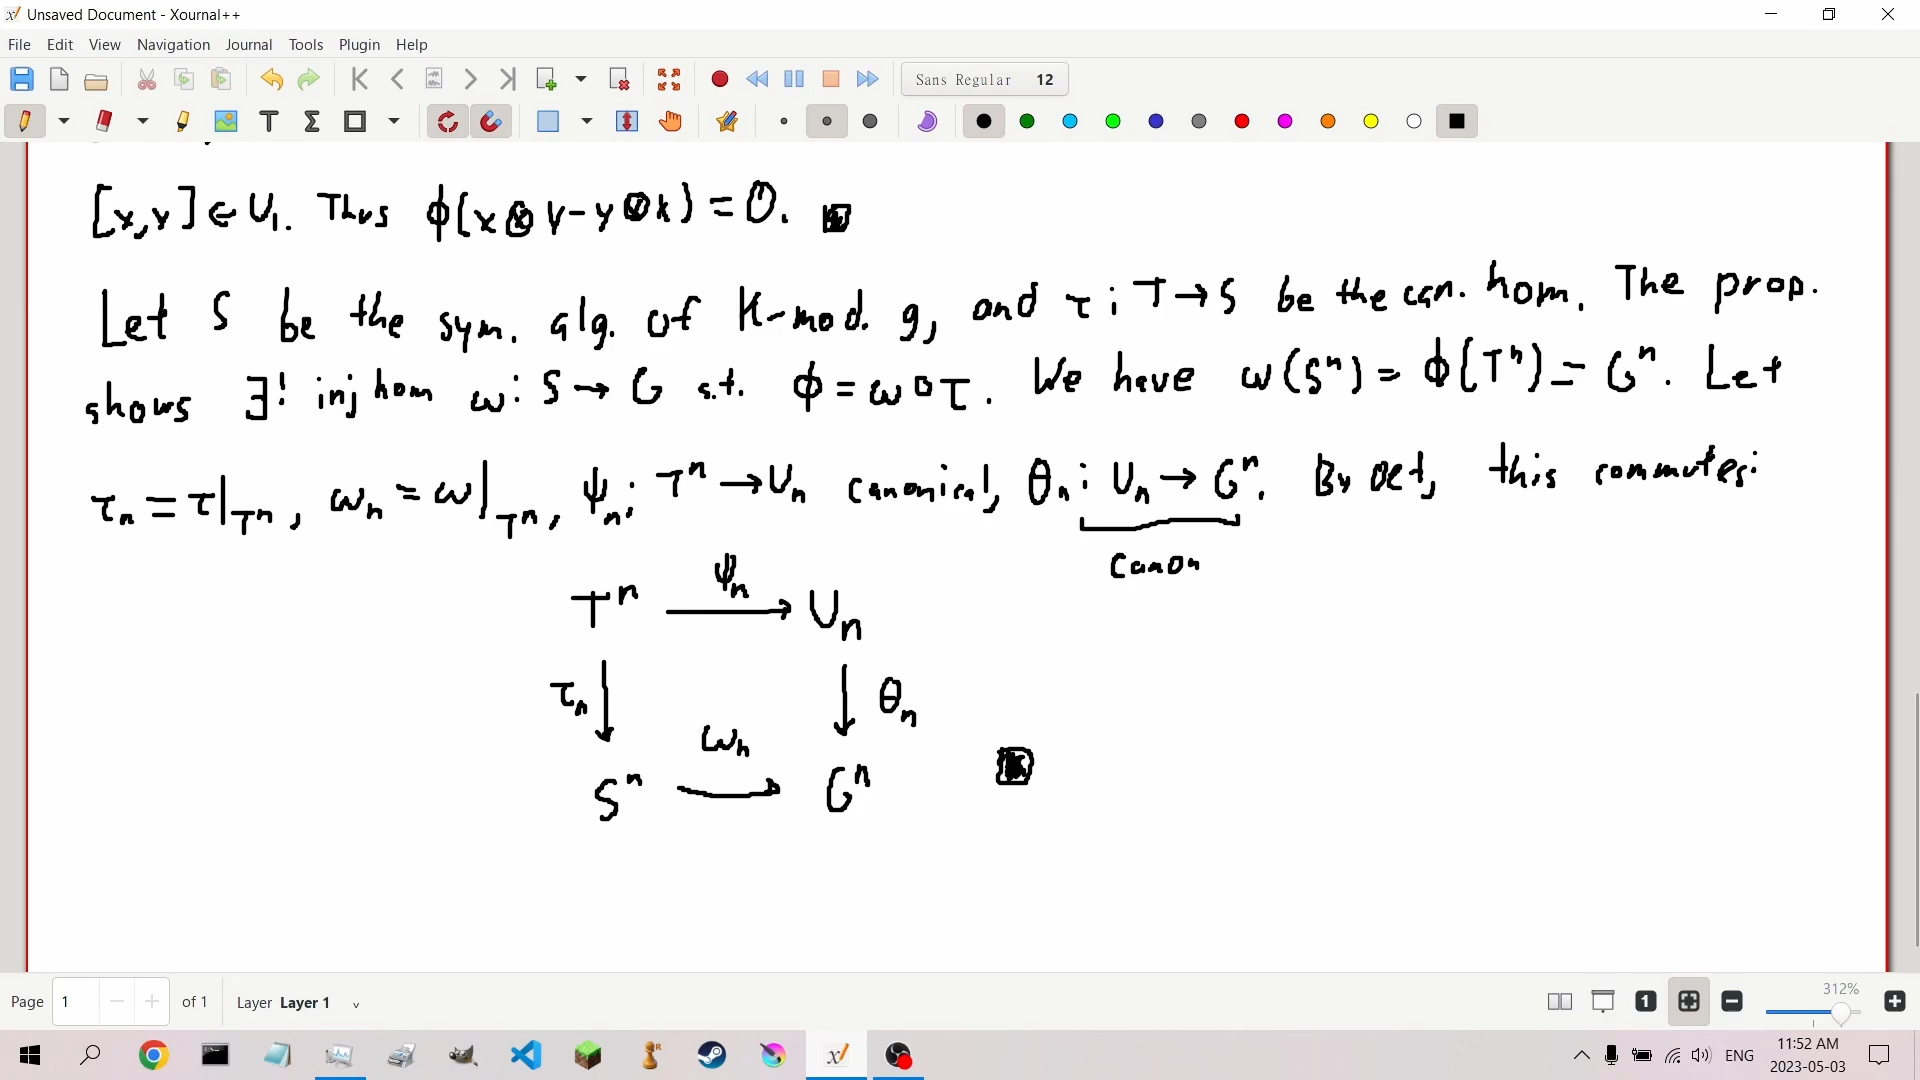 Unsaved Document - Xournal++
File Edit View Navigation Journal Tools Plugin Help
Sans Regular 12
[x,y] ∈ U₁. Thus ϕ(x⊗y-y⊗x) = 0.
Let S be the sym. alg. of K-mod. g, and τ: T→S be the can. hom. The prop.
shows ∃! inj hom ω: S→G s.t. ϕ = ω∘τ. We have ω(Sⁿ) = ϕ(Tⁿ) = Gⁿ. Let
τₙ = τ|_Tⁿ, ωₙ = ω|_Tⁿ, ψₙ: Tⁿ→Uₙ canonical, θₙ: Uₙ→Gⁿ. By def, this commutes:
canon
ψₙ
Tⁿ → Uₙ
τₙ ↓ ↓ θₙ
ωₙ
Sⁿ → Gⁿ
Page 1 of 1 Layer Layer 1 312%
11:52 AM
ENG
2023-05-03